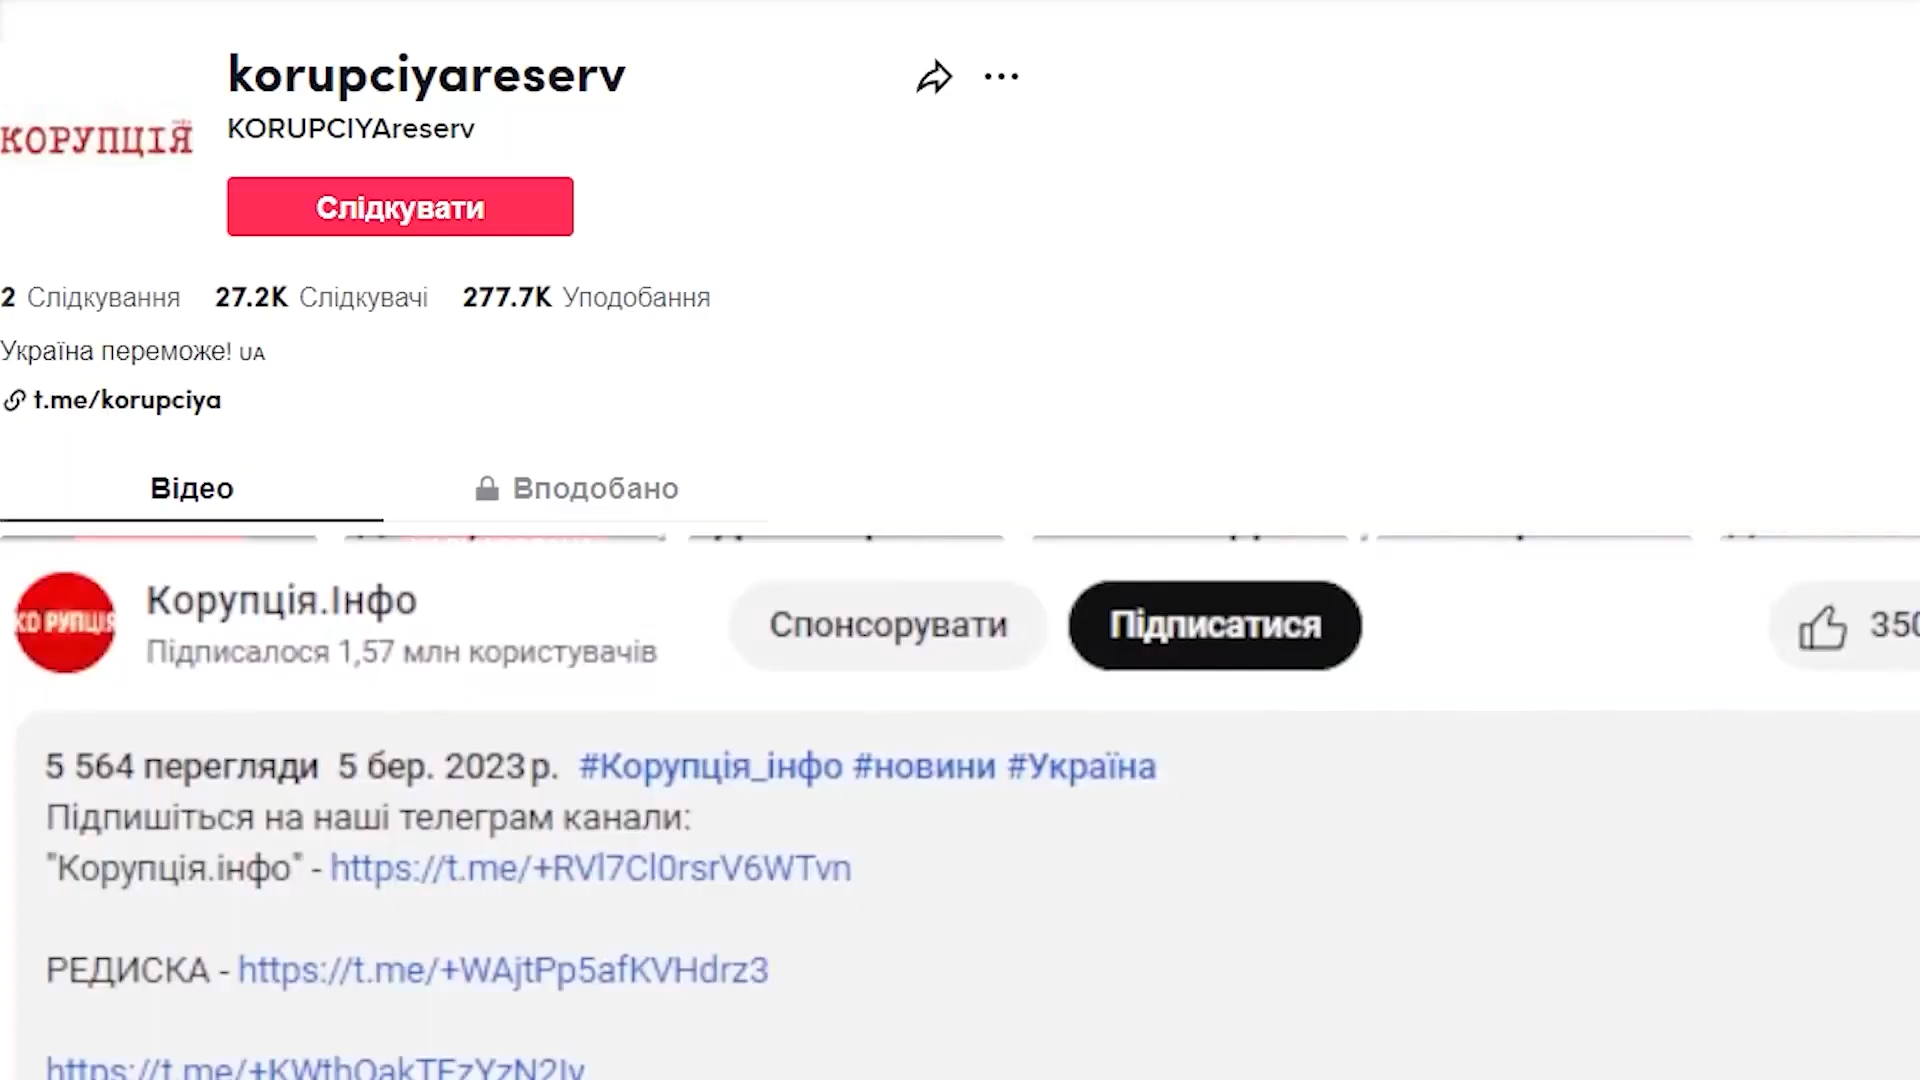 korupciyareserv
KORUPCIYAreserv
КОРУПЦІЯ
Слідкувати
2 Слідкування 27.2K Слідкувачі 277.7K Уподобання
Україна переможе! UA
t.me/korupciya
Відео Вподобано
КОРУПЦІЯ
Корупція.Інфо
Підписалося 1,57 млн користувачів
Спонсорувати
Підписатися
350
5 564 перегляди 5 бер. 2023 р. #Корупція_інфо #новини #Україна
Підпишіться на наші телеграм канали:
"Корупція.інфо" - https://t.me/+RVl7Cl0rsrV6WTvn
РЕДИСКА - https://t.me/+WAjtPp5afKVHdrz3